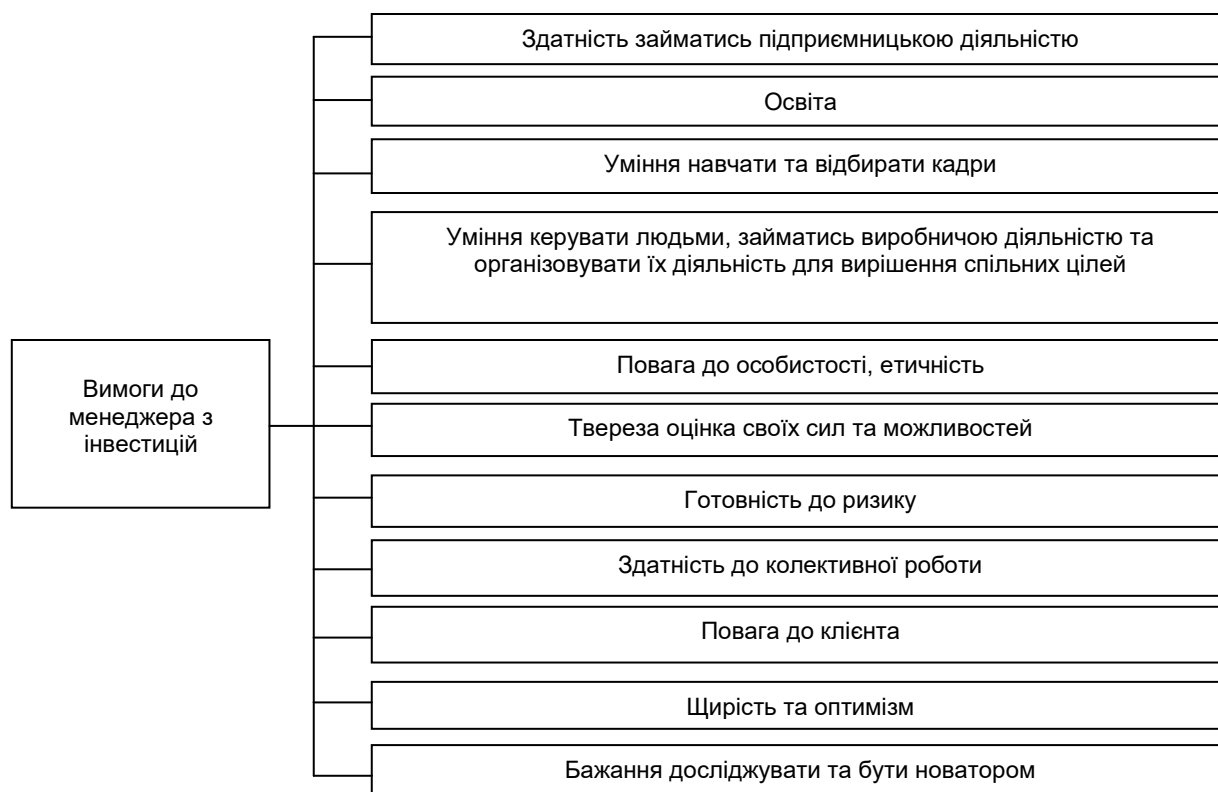 Здатність займатись підприємницькою діяльністю
Освіта
Уміння навчати та відбирати кадри
Уміння керувати людьми, займатись виробничою діяльністю та
організовувати їх діяльність для вирішення спільних цілей
Вимоги до
менеджера з
інвестицій
Повага до особистості, етичність
Твереза оцінка своїх сил та можливостей
Готовність до ризику
Здатність до колективної роботи
Повага до клієнта
Щирість та оптимізм
Бажання досліджувати та бути новатором